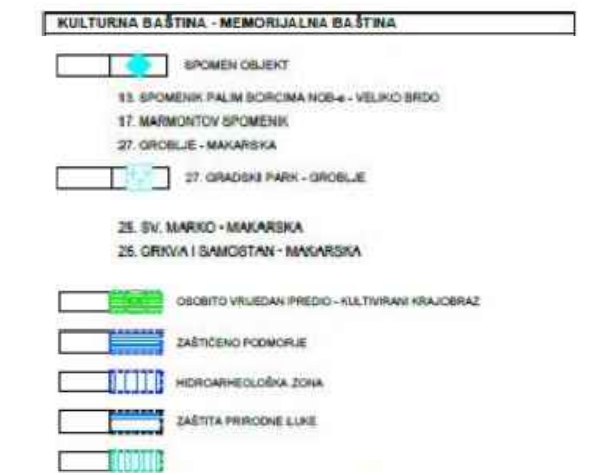 KULTURNA BAŠTINA - MEMORIJALNA BAŠTINA
SPOMEN OBJEKT
13. SPOMENIK PALIM BORCIMA NOB-a - VELIKO BRDO
17. MARMONTOV SPOMENIK
27. GROBLJE - MAKARSKA
27. GRADSKI PARK - GROBLJE
25. SV. MARKO - MAKARSKA
26. CRKVA I SAMOSTAN - MAKARSKA
OSOBITO VRIJEDAN PREDIO - KULTIVIRANI KRAJOBRAZ
ZAŠTIĆENO PODMORJE
HIDROARHEOLOŠKA ZONA
ZAŠTITA PRIRODNE LUKE